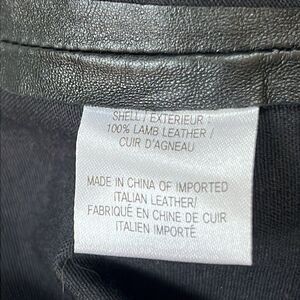 SHELL / EXTÉRIEUR :
100% LAMB LEATHER /
CUIR D'AGNEAU
MADE IN CHINA OF IMPORTED
ITALIAN LEATHER/
FABRIQUÉ EN CHINE DE CUIR
ITALIEN IMPORTÉ